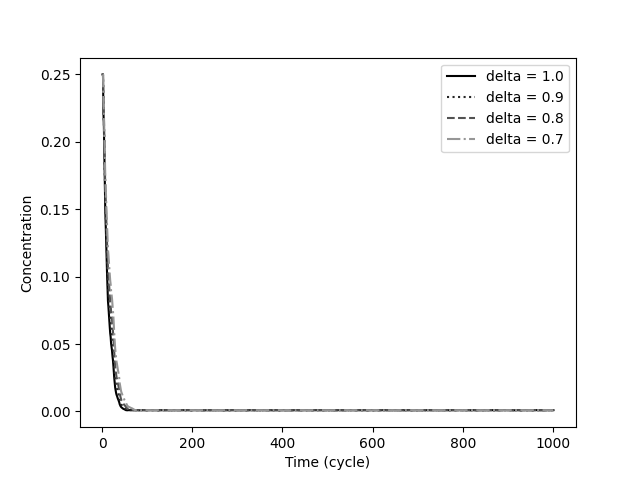 delta = 1.0
delta = 0.9
delta = 0.8
delta = 0.7
0.25
0.20
0.15
0.10
0.05
0.00
Concentration
0 200 400 600 800 1000
Time (cycle)